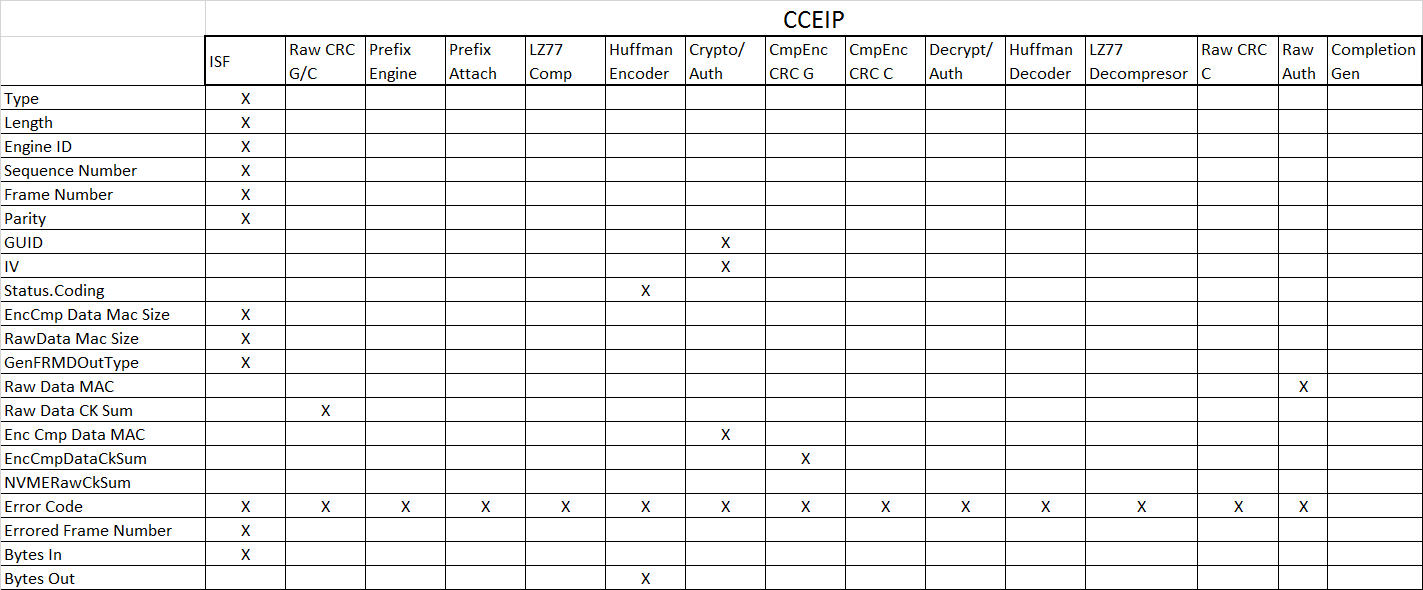 CCEIP
ISF Raw CRC G/C Prefix Engine Prefix Attach LZ77 Comp Huffman Encoder Crypto/ Auth CmpEnc CRC G CmpEnc CRC C Decrypt/ Auth Huffman Decoder LZ77 Decompresor Raw CRC C Raw Auth Completion Gen
Type X
Length X
Engine ID X
Sequence Number X
Frame Number X
Parity X
GUID X
IV X
Status.Coding X
EncCmp Data Mac Size X
RawData Mac Size X
GenFRMDOutType X
Raw Data MAC X
Raw Data CK Sum X
Enc Cmp Data MAC X
EncCmpDataCkSum X
NVMERawCkSum
Error Code X X X X X X X X X X X X X X
Errored Frame Number X
Bytes In X
Bytes Out X